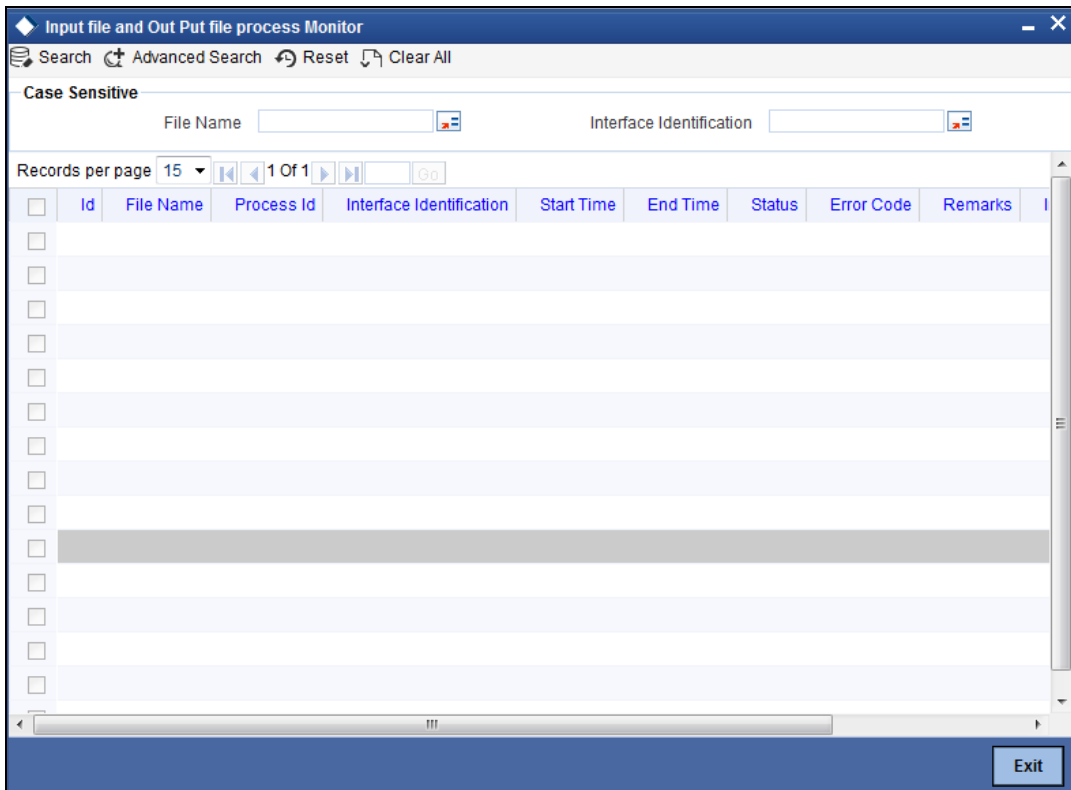 Input file and Out Put file process Monitor
Search Advanced Search Reset Clear All
Case Sensitive
File Name Interface Identification
Records per page 15 1 Of 1 Go
Id File Name Process Id Interface Identification Start Time End Time Status Error Code Remarks
Exit